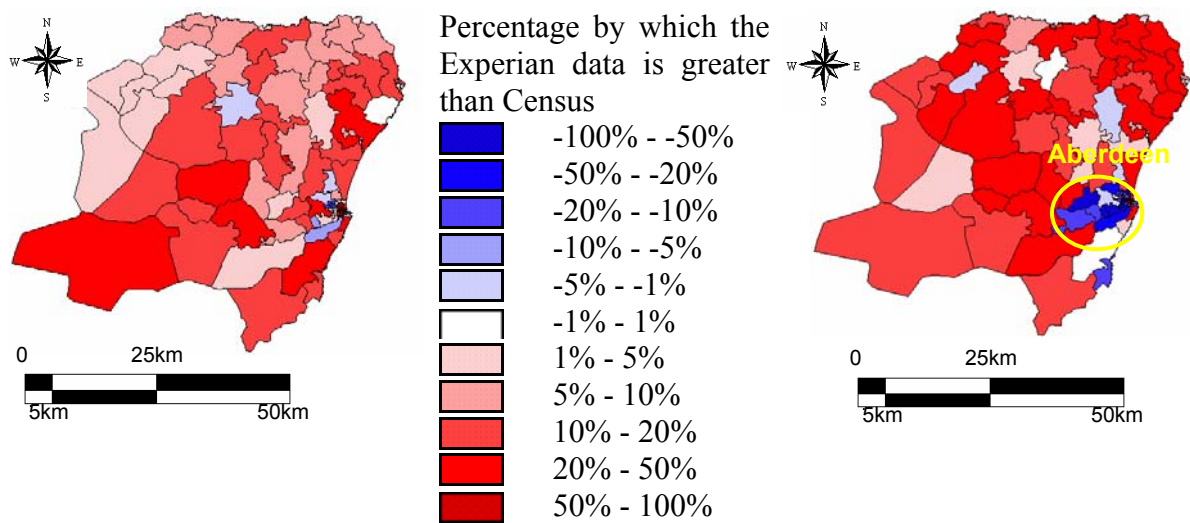 N
W E
S
0 25km
5km 50km
Percentage by which the
Experian data is greater
than Census
-100% - -50%
-50% - -20%
-20% - -10%
-10% - -5%
-5% - -1%
-1% - 1%
1% - 5%
5% - 10%
10% - 20%
20% - 50%
50% - 100%
N
W E
S
Aberdeen
0 25km
5km 50km